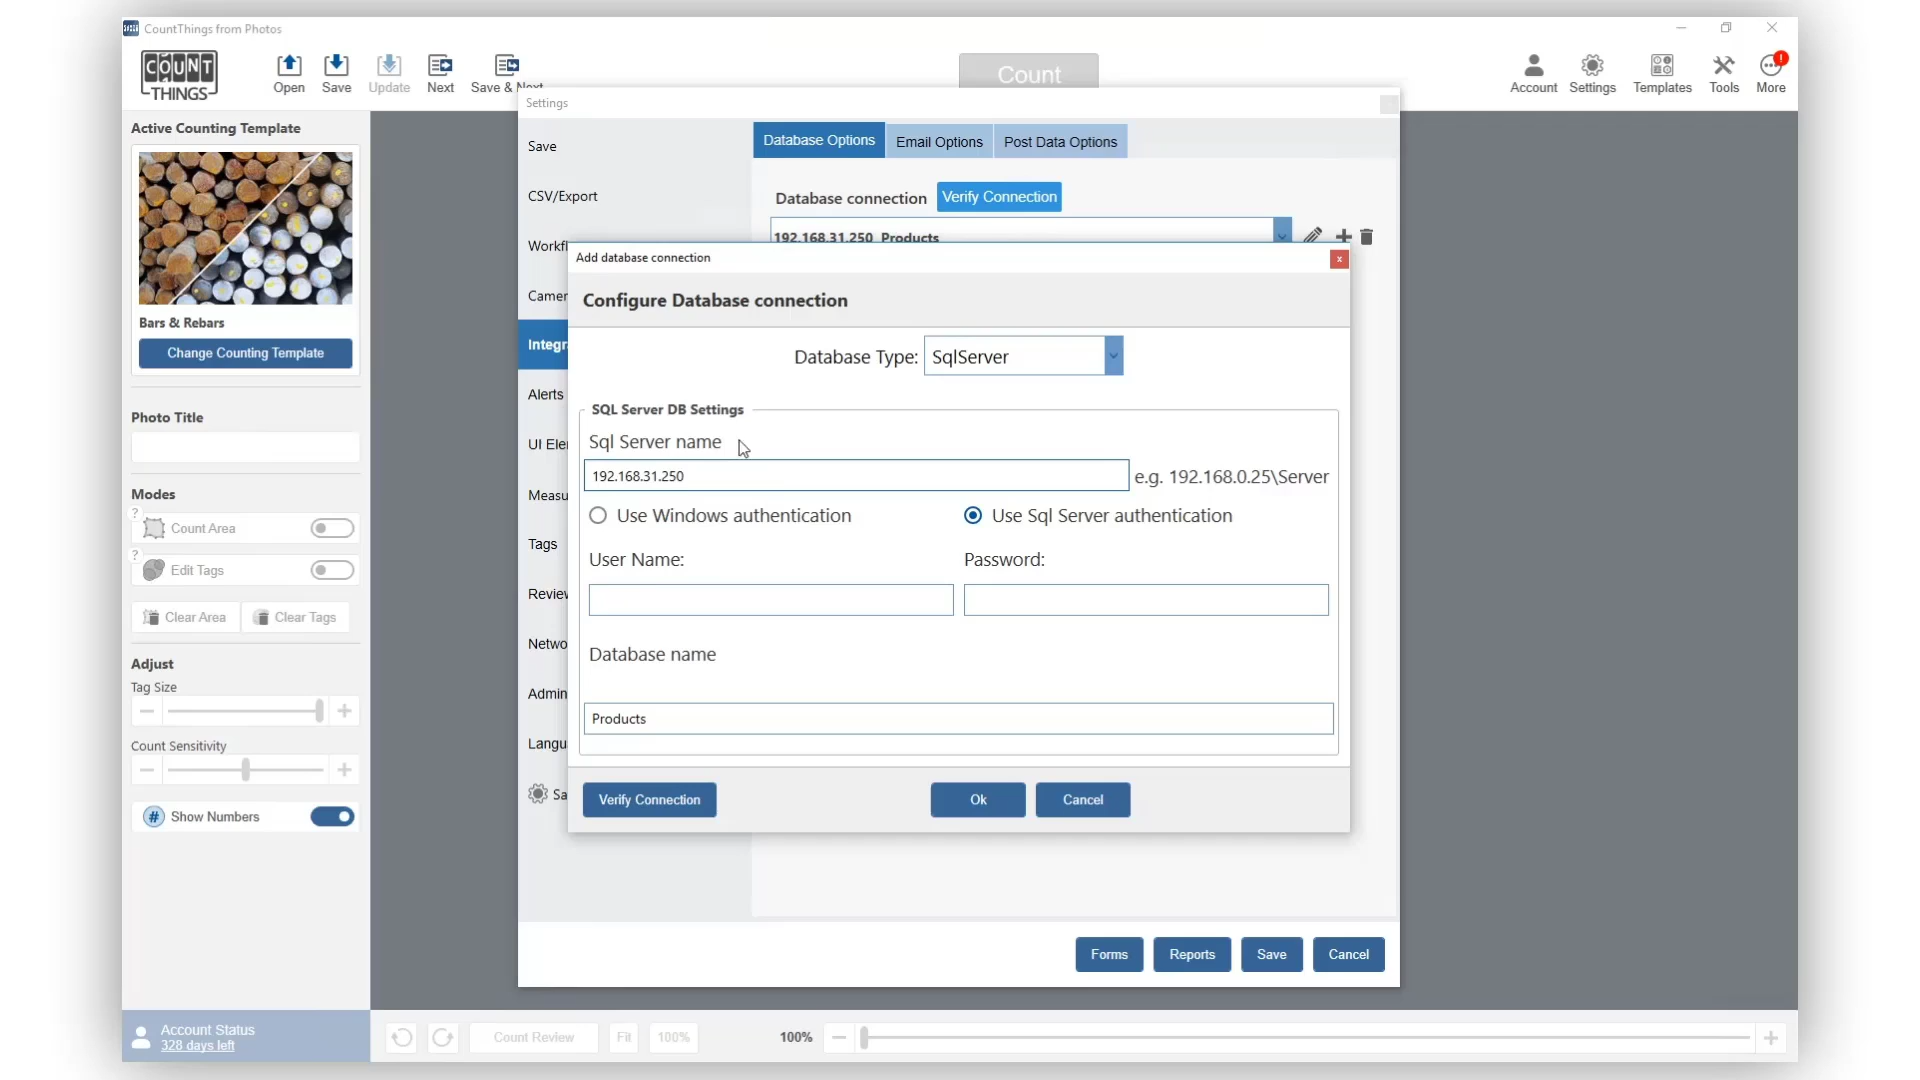 CountThings from Photos
COUNT
THINGS
Open
Save
Update
Next
Save & Next
Count
Account
Settings
Templates
Tools
!
More
Active Counting Template
Bars & Rebars
Change Counting Template
Photo Title
Modes
?
Count Area
?
Edit Tags
Clear Area
Clear Tags
Adjust
Tag Size
Count Sensitivity
# Show Numbers
Account Status
328 days left
Settings
Save
CSV/Export
Workfl
Camer
Integr
Alerts
UI Ele
Measu
Tags
Review
Netwo
Admin
Langu
Sa
Database Options
Email Options
Post Data Options
Database connection
Verify Connection
192.168.31.250 Products
Add database connection
x
Configure Database connection
Database Type:
SqlServer
SQL Server DB Settings
Sql Server name
192.168.31.250
e.g. 192.168.0.25\Server
Use Windows authentication
Use Sql Server authentication
User Name:
Password:
Database name
Products
Verify Connection
Ok
Cancel
Forms
Reports
Save
Cancel
Count Review
Fit
100%
100%